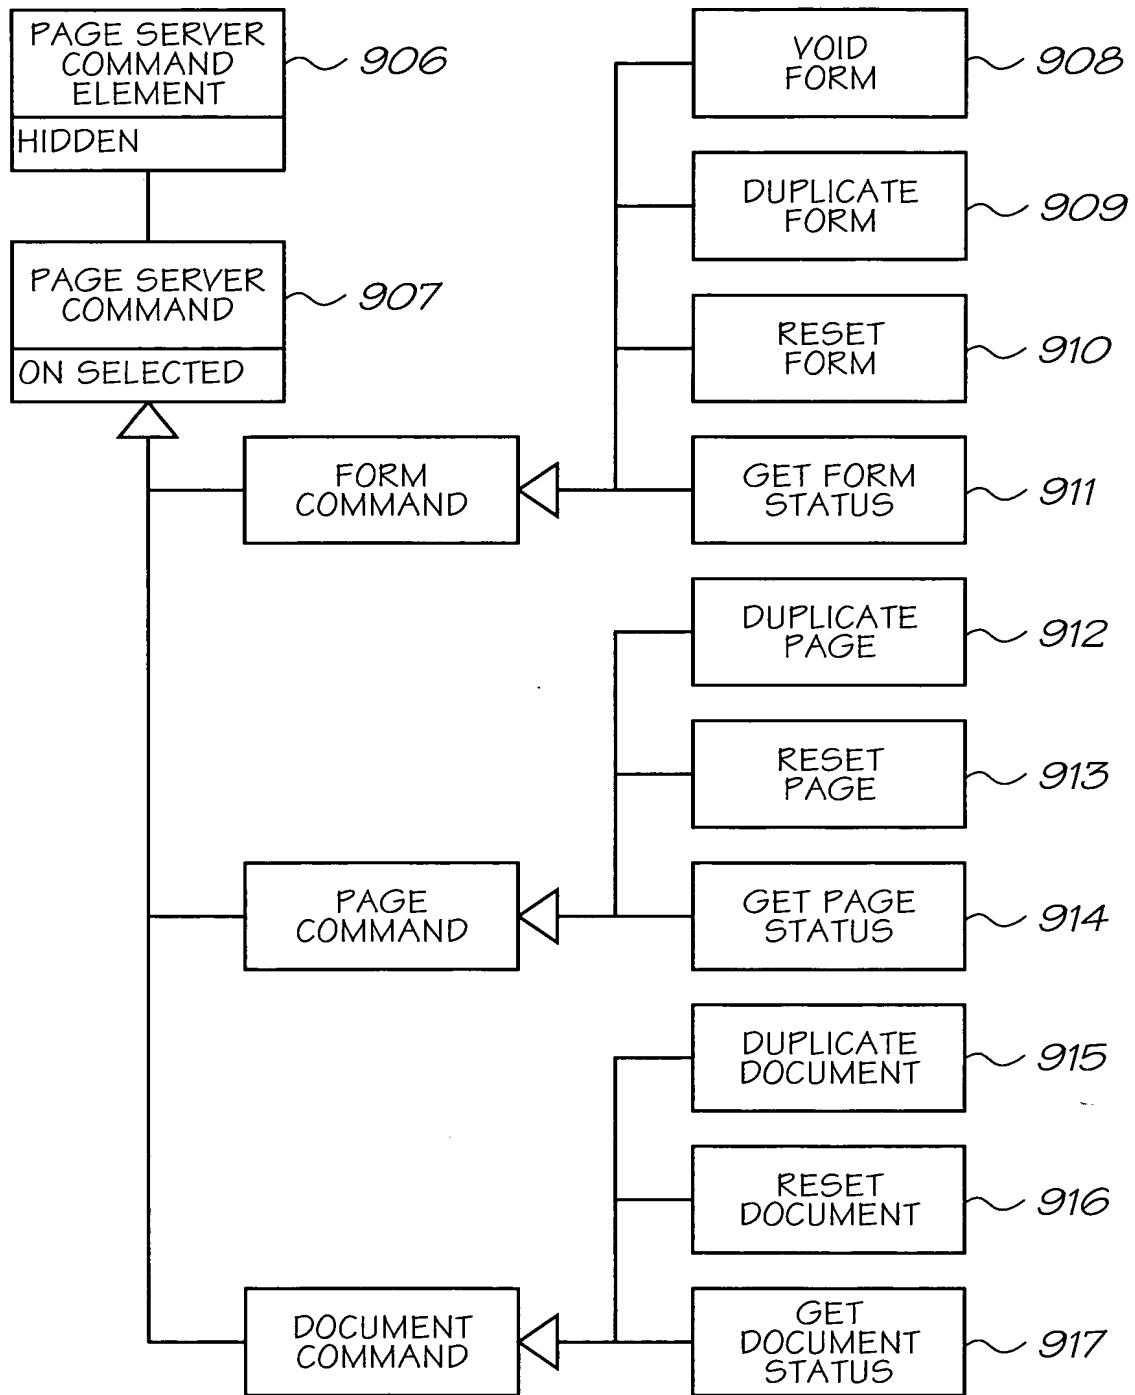 PAGE SERVER
COMMAND
ELEMENT
906
HIDDEN
PAGE SERVER
COMMAND
907
ON SELECTED
FORM
COMMAND
VOID
FORM
908
DUPLICATE
FORM
909
RESET
FORM
910
GET FORM
STATUS
911
PAGE
COMMAND
DUPLICATE
PAGE
912
RESET
PAGE
913
GET PAGE
STATUS
914
DOCUMENT
COMMAND
DUPLICATE
DOCUMENT
915
RESET
DOCUMENT
916
GET
DOCUMENT
STATUS
917